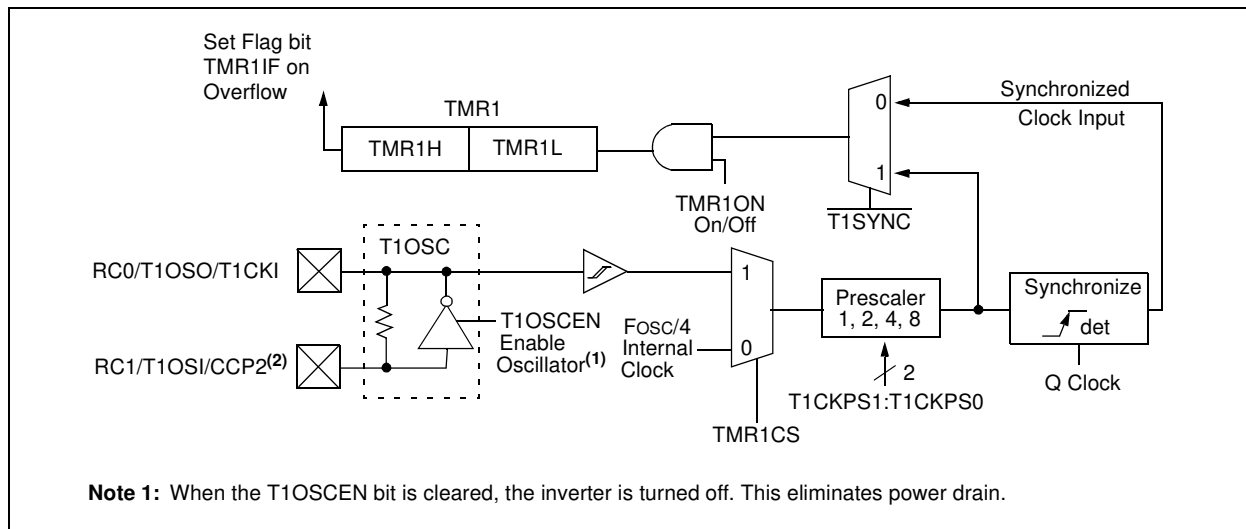 Set Flag bit
TMR1IF on
Overflow
TMR1
TMR1H
TMR1L
TMR1ON
On/Off
0
1
T1SYNC
Synchronized
Clock Input
RC0/T1OSO/T1CKI
T1OSC
RC1/T1OSI/CCP2(2)
T1OSCEN
Enable
Oscillator(1)
FOSC/4
Internal
Clock
1
0
TMR1CS
Prescaler
1, 2, 4, 8
2
T1CKPS1:T1CKPS0
Synchronize
det
Q Clock
Note 1: When the T1OSCEN bit is cleared, the inverter is turned off. This eliminates power drain.